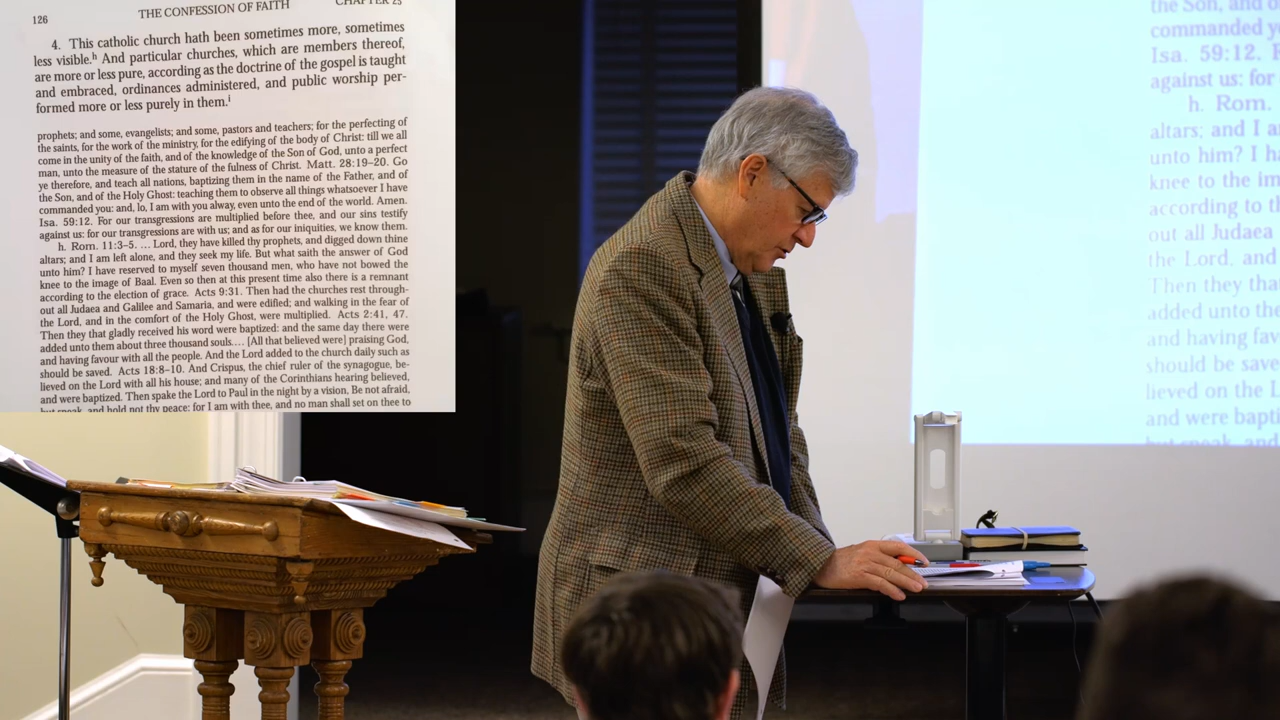 126 THE CONFESSION OF FAITH CHAPTER 25
4. This catholic church hath been sometimes more, sometimes
less visible.h And particular churches, which are members thereof,
are more or less pure, according as the doctrine of the gospel is taught
and embraced, ordinances administered, and public worship per-
formed more or less purely in them.i
prophets; and some, evangelists; and some, pastors and teachers; for the perfecting of
the saints, for the work of the ministry, for the edifying of the body of Christ: till we all
come in the unity of the faith, and of the knowledge of the Son of God, unto a perfect
man, unto the measure of the stature of the fulness of Christ. Matt. 28:19–20. Go
ye therefore, and teach all nations, baptizing them in the name of the Father, and of
the Son, and of the Holy Ghost: teaching them to observe all things whatsoever I have
commanded you: and, lo, I am with you alway, even unto the end of the world. Amen.
Isa. 59:12. For our transgressions are multiplied before thee, and our sins testify
against us: for our transgressions are with us; and as for our iniquities, we know them.
h. Rom. 11:3–5. ... Lord, they have killed thy prophets, and digged down thine
altars; and I am left alone, and they seek my life. But what saith the answer of God
unto him? I have reserved to myself seven thousand men, who have not bowed the
knee to the image of Baal. Even so then at this present time also there is a remnant
according to the election of grace. Acts 9:31. Then had the churches rest through-
out all Judaea and Galilee and Samaria, and were edified; and walking in the fear of
the Lord, and in the comfort of the Holy Ghost, were multiplied. Acts 2:41, 47.
Then they that gladly received his word were baptized: and the same day there were
added unto them about three thousand souls.... [All that believed were] praising God,
and having favour with all the people. And the Lord added to the church daily such as
should be saved. Acts 18:8–10. And Crispus, the chief ruler of the synagogue, be-
lieved on the Lord with all his house; and many of the Corinthians hearing believed,
and were baptized. Then spake the Lord to Paul in the night by a vision, Be not afraid,
but speak, and hold not thy peace: for I am with thee, and no man shall set on thee to
the Son, and o
commanded yo
Isa. 59:12. F
against us: for
h. Rom.
altars; and I a
unto him? I ha
knee to the im
according to th
out all Judaea
the Lord, and
Then they tha
added unto the
and having fav
should be save
lieved on the L
and were bapti
but speak, and